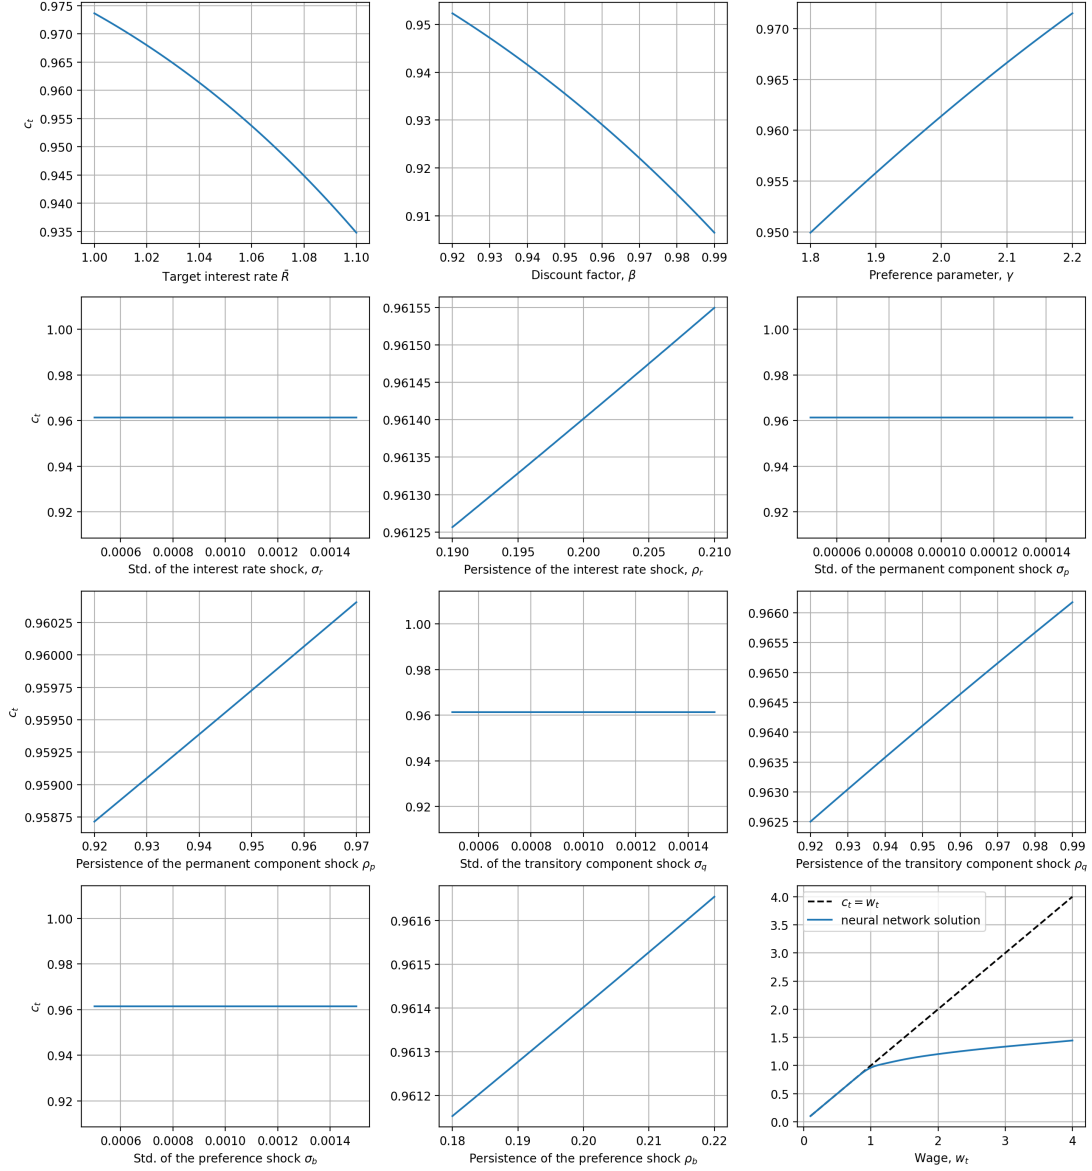 0.975
0.970
0.965
0.960
0.955
0.950
0.945
0.940
0.935
c_t
1.00 1.02 1.04 1.06 1.08 1.10
Target interest rate R̄
0.95
0.94
0.93
0.92
0.91
0.92 0.93 0.94 0.95 0.96 0.97 0.98 0.99
Discount factor, β
0.970
0.965
0.960
0.955
0.950
1.8 1.9 2.0 2.1 2.2
Preference parameter, γ
1.00
0.98
0.96
0.94
0.92
c_t
0.0006 0.0008 0.0010 0.0012 0.0014
Std. of the interest rate shock, σ_r
0.96155
0.96150
0.96145
0.96140
0.96135
0.96130
0.96125
0.190 0.195 0.200 0.205 0.210
Persistence of the interest rate shock, ρ_r
1.00
0.98
0.96
0.94
0.92
0.00006 0.00008 0.00010 0.00012 0.00014
Std. of the permanent component shock σ_p
0.96025
0.96000
0.95975
0.95950
0.95925
0.95900
0.95875
c_t
0.92 0.93 0.94 0.95 0.96 0.97
Persistence of the permanent component shock ρ_p
1.00
0.98
0.96
0.94
0.92
0.0006 0.0008 0.0010 0.0012 0.0014
Std. of the transitory component shock σ_q
0.9660
0.9655
0.9650
0.9645
0.9640
0.9635
0.9630
0.9625
0.92 0.93 0.94 0.95 0.96 0.97 0.98 0.99
Persistence of the transitory component shock ρ_q
1.00
0.98
0.96
0.94
0.92
c_t
0.0006 0.0008 0.0010 0.0012 0.0014
Std. of the preference shock σ_b
0.9616
0.9615
0.9614
0.9613
0.9612
0.18 0.19 0.20 0.21 0.22
Persistence of the preference shock ρ_b
4.0
3.5
3.0
2.5
2.0
1.5
1.0
0.5
0.0
c_t = w_t
neural network solution
0 1 2 3 4
Wage, w_t